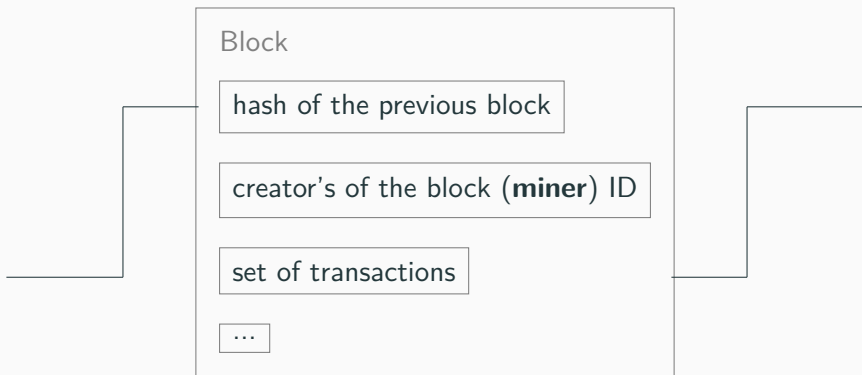 Block
hash of the previous block
creator's of the block (miner) ID
set of transactions
...